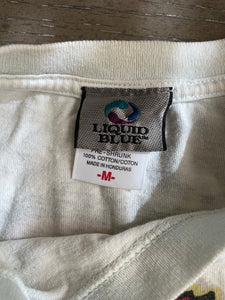 LIQUID
BLUE
PRE-SHRUNK
100% COTTON/COTON
MADE IN HONDURAS
-M-